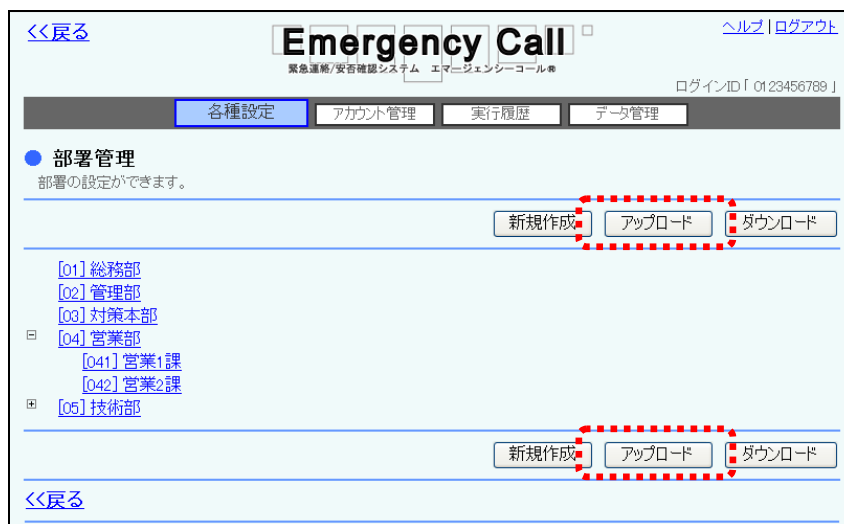 <<戻る
ヘルプ | ログアウト
Emergency Call
緊急連絡/安否確認システム エマージェンシーコール®
ログインID「 0123456789 」
各種設定 アカウント管理 実行履歴 データ管理
部署管理
部署の設定ができます。
新規作成 アップロード ダウンロード
[01] 総務部
[02] 管理部
[03] 対策本部
[04] 営業部
[041] 営業1課
[042] 営業2課
[05] 技術部
新規作成 アップロード ダウンロード
<<戻る